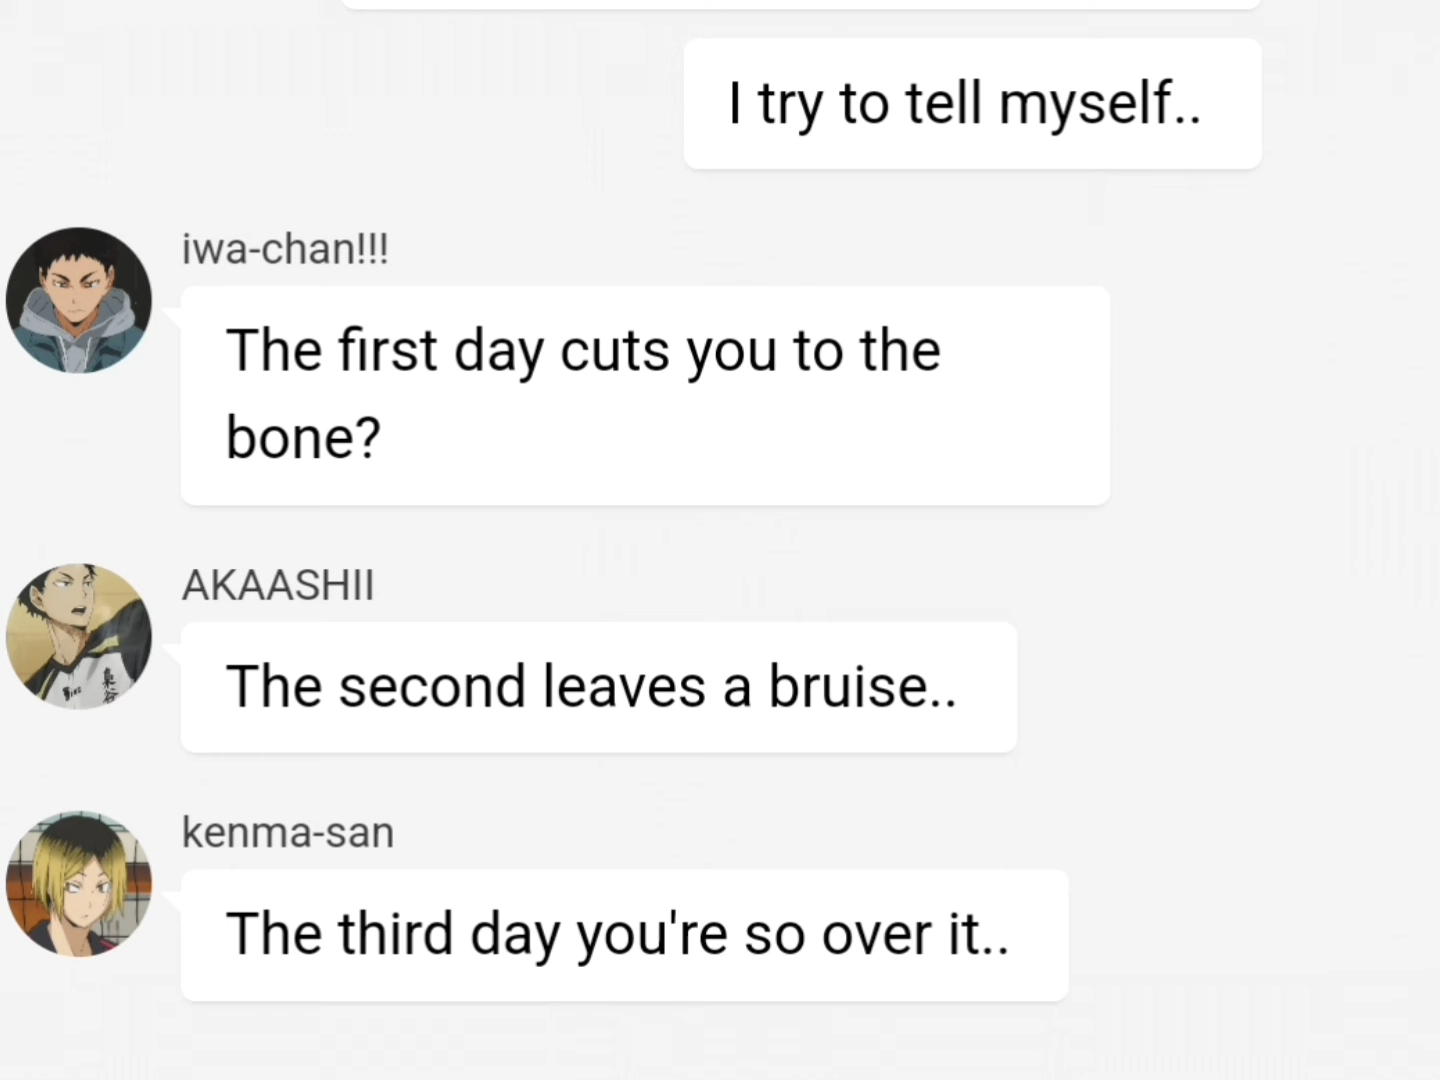 I try to tell myself..
iwa-chan!!!
The first day cuts you to the
bone?
AKAASHII
The second leaves a bruise..
kenma-san
The third day you're so over it..